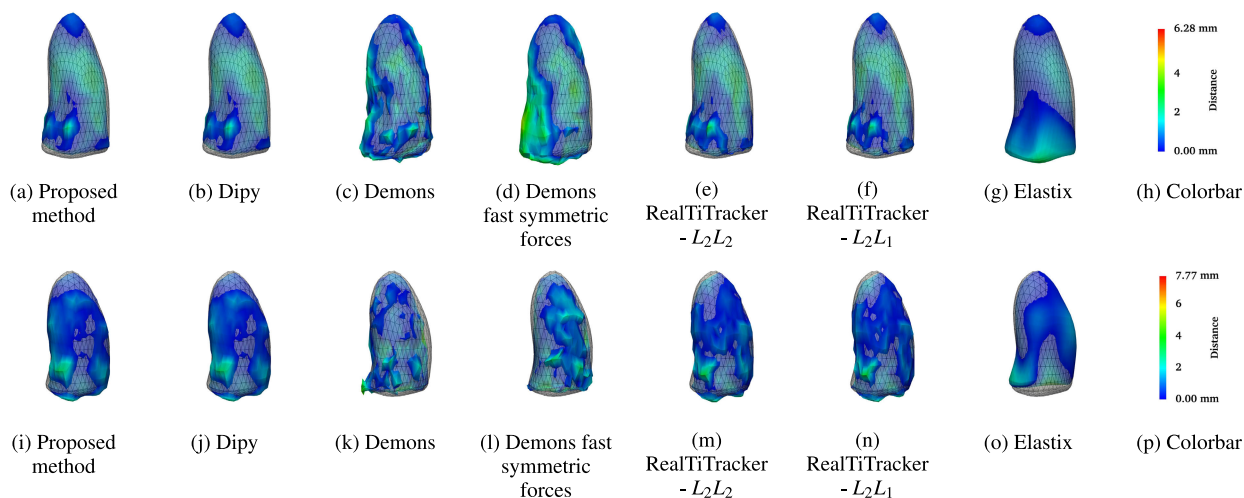 6.28 mm
4
2
0.00 mm
Distance
(a) Proposed
method
(b) Dipy
(c) Demons
(d) Demons
fast symmetric
forces
(e)
RealTiTracker
- L₂L₂
(f)
RealTiTracker
- L₂L₁
(g) Elastix
(h) Colorbar
7.77 mm
6
4
2
0.00 mm
Distance
(i) Proposed
method
(j) Dipy
(k) Demons
(l) Demons fast
symmetric
forces
(m)
RealTiTracker
- L₂L₂
(n)
RealTiTracker
- L₂L₁
(o) Elastix
(p) Colorbar